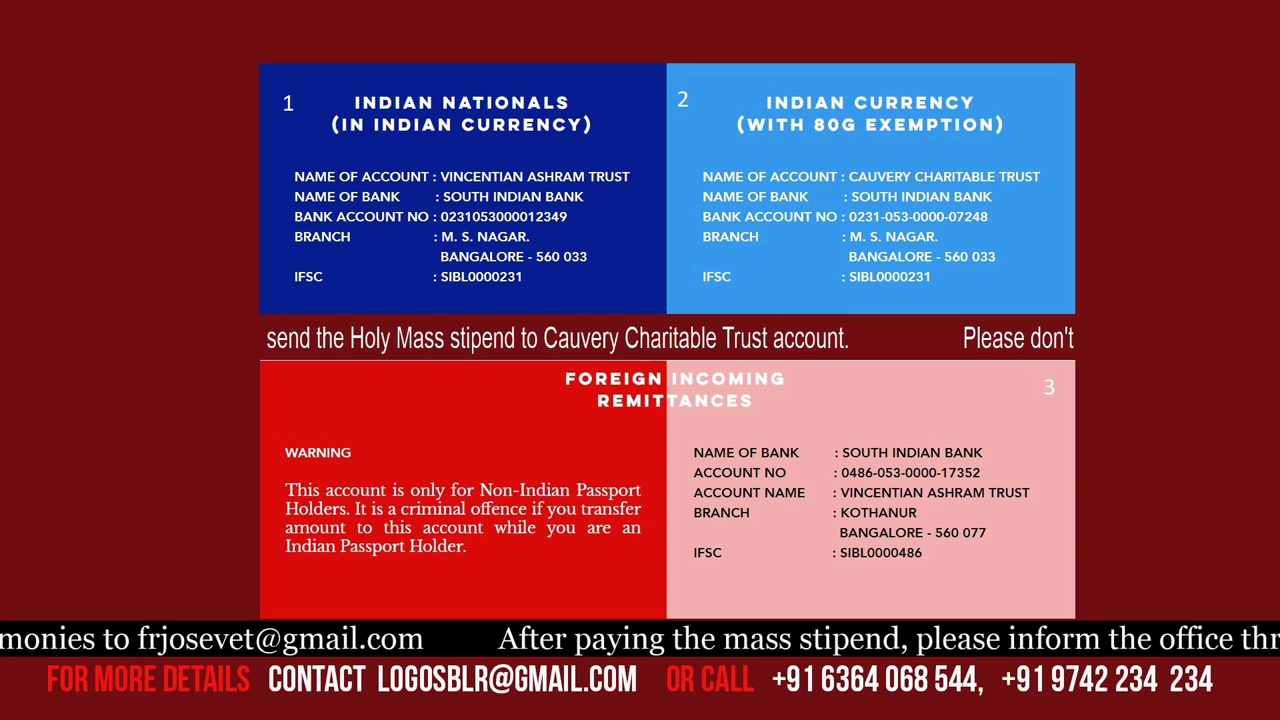 1
INDIAN NATIONALS
(IN INDIAN CURRENCY)
NAME OF ACCOUNT : VINCENTIAN ASHRAM TRUST
NAME OF BANK : SOUTH INDIAN BANK
BANK ACCOUNT NO : 0231053000012349
BRANCH : M. S. NAGAR.
BANGALORE - 560 033
IFSC : SIBL0000231
2
INDIAN CURRENCY
(WITH 80G EXEMPTION)
NAME OF ACCOUNT : CAUVERY CHARITABLE TRUST
NAME OF BANK : SOUTH INDIAN BANK
BANK ACCOUNT NO : 0231-053-0000-07248
BRANCH : M. S. NAGAR.
BANGALORE - 560 033
IFSC : SIBL0000231
send the Holy Mass stipend to Cauvery Charitable Trust account. Please don't
FOREIGN INCOMING
REMITTANCES
3
WARNING
This account is only for Non-Indian Passport
Holders. It is a criminal offence if you transfer
amount to this account while you are an
Indian Passport Holder.
NAME OF BANK : SOUTH INDIAN BANK
ACCOUNT NO : 0486-053-0000-17352
ACCOUNT NAME : VINCENTIAN ASHRAM TRUST
BRANCH : KOTHANUR
BANGALORE - 560 077
IFSC : SIBL0000486
monies to frjosevet@gmail.com After paying the mass stipend, please inform the office thr
FOR MORE DETAILS CONTACT LOGOSBLR@GMAIL.COM OR CALL +91 6364 068 544, +91 9742 234 234